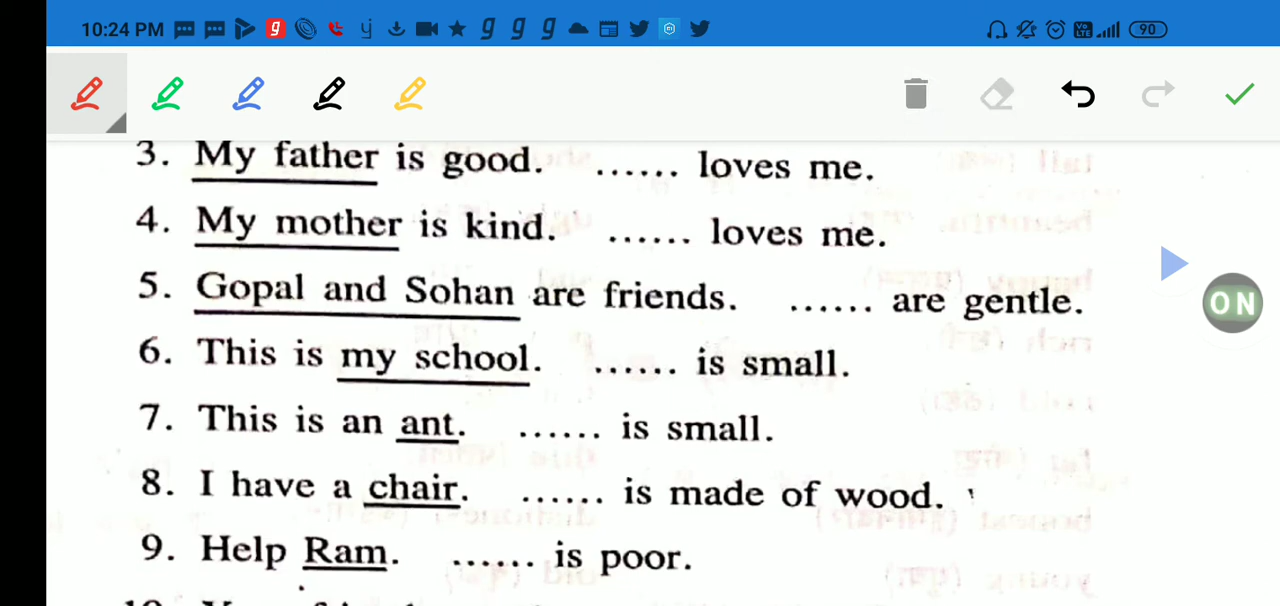 10:24 PM
90
3. My father is good. ...... loves me.
4. My mother is kind. ...... loves me.
5. Gopal and Sohan are friends. ...... are gentle.
6. This is my school. ...... is small.
7. This is an ant. ...... is small.
8. I have a chair. ...... is made of wood.
9. Help Ram. ...... is poor.
ON